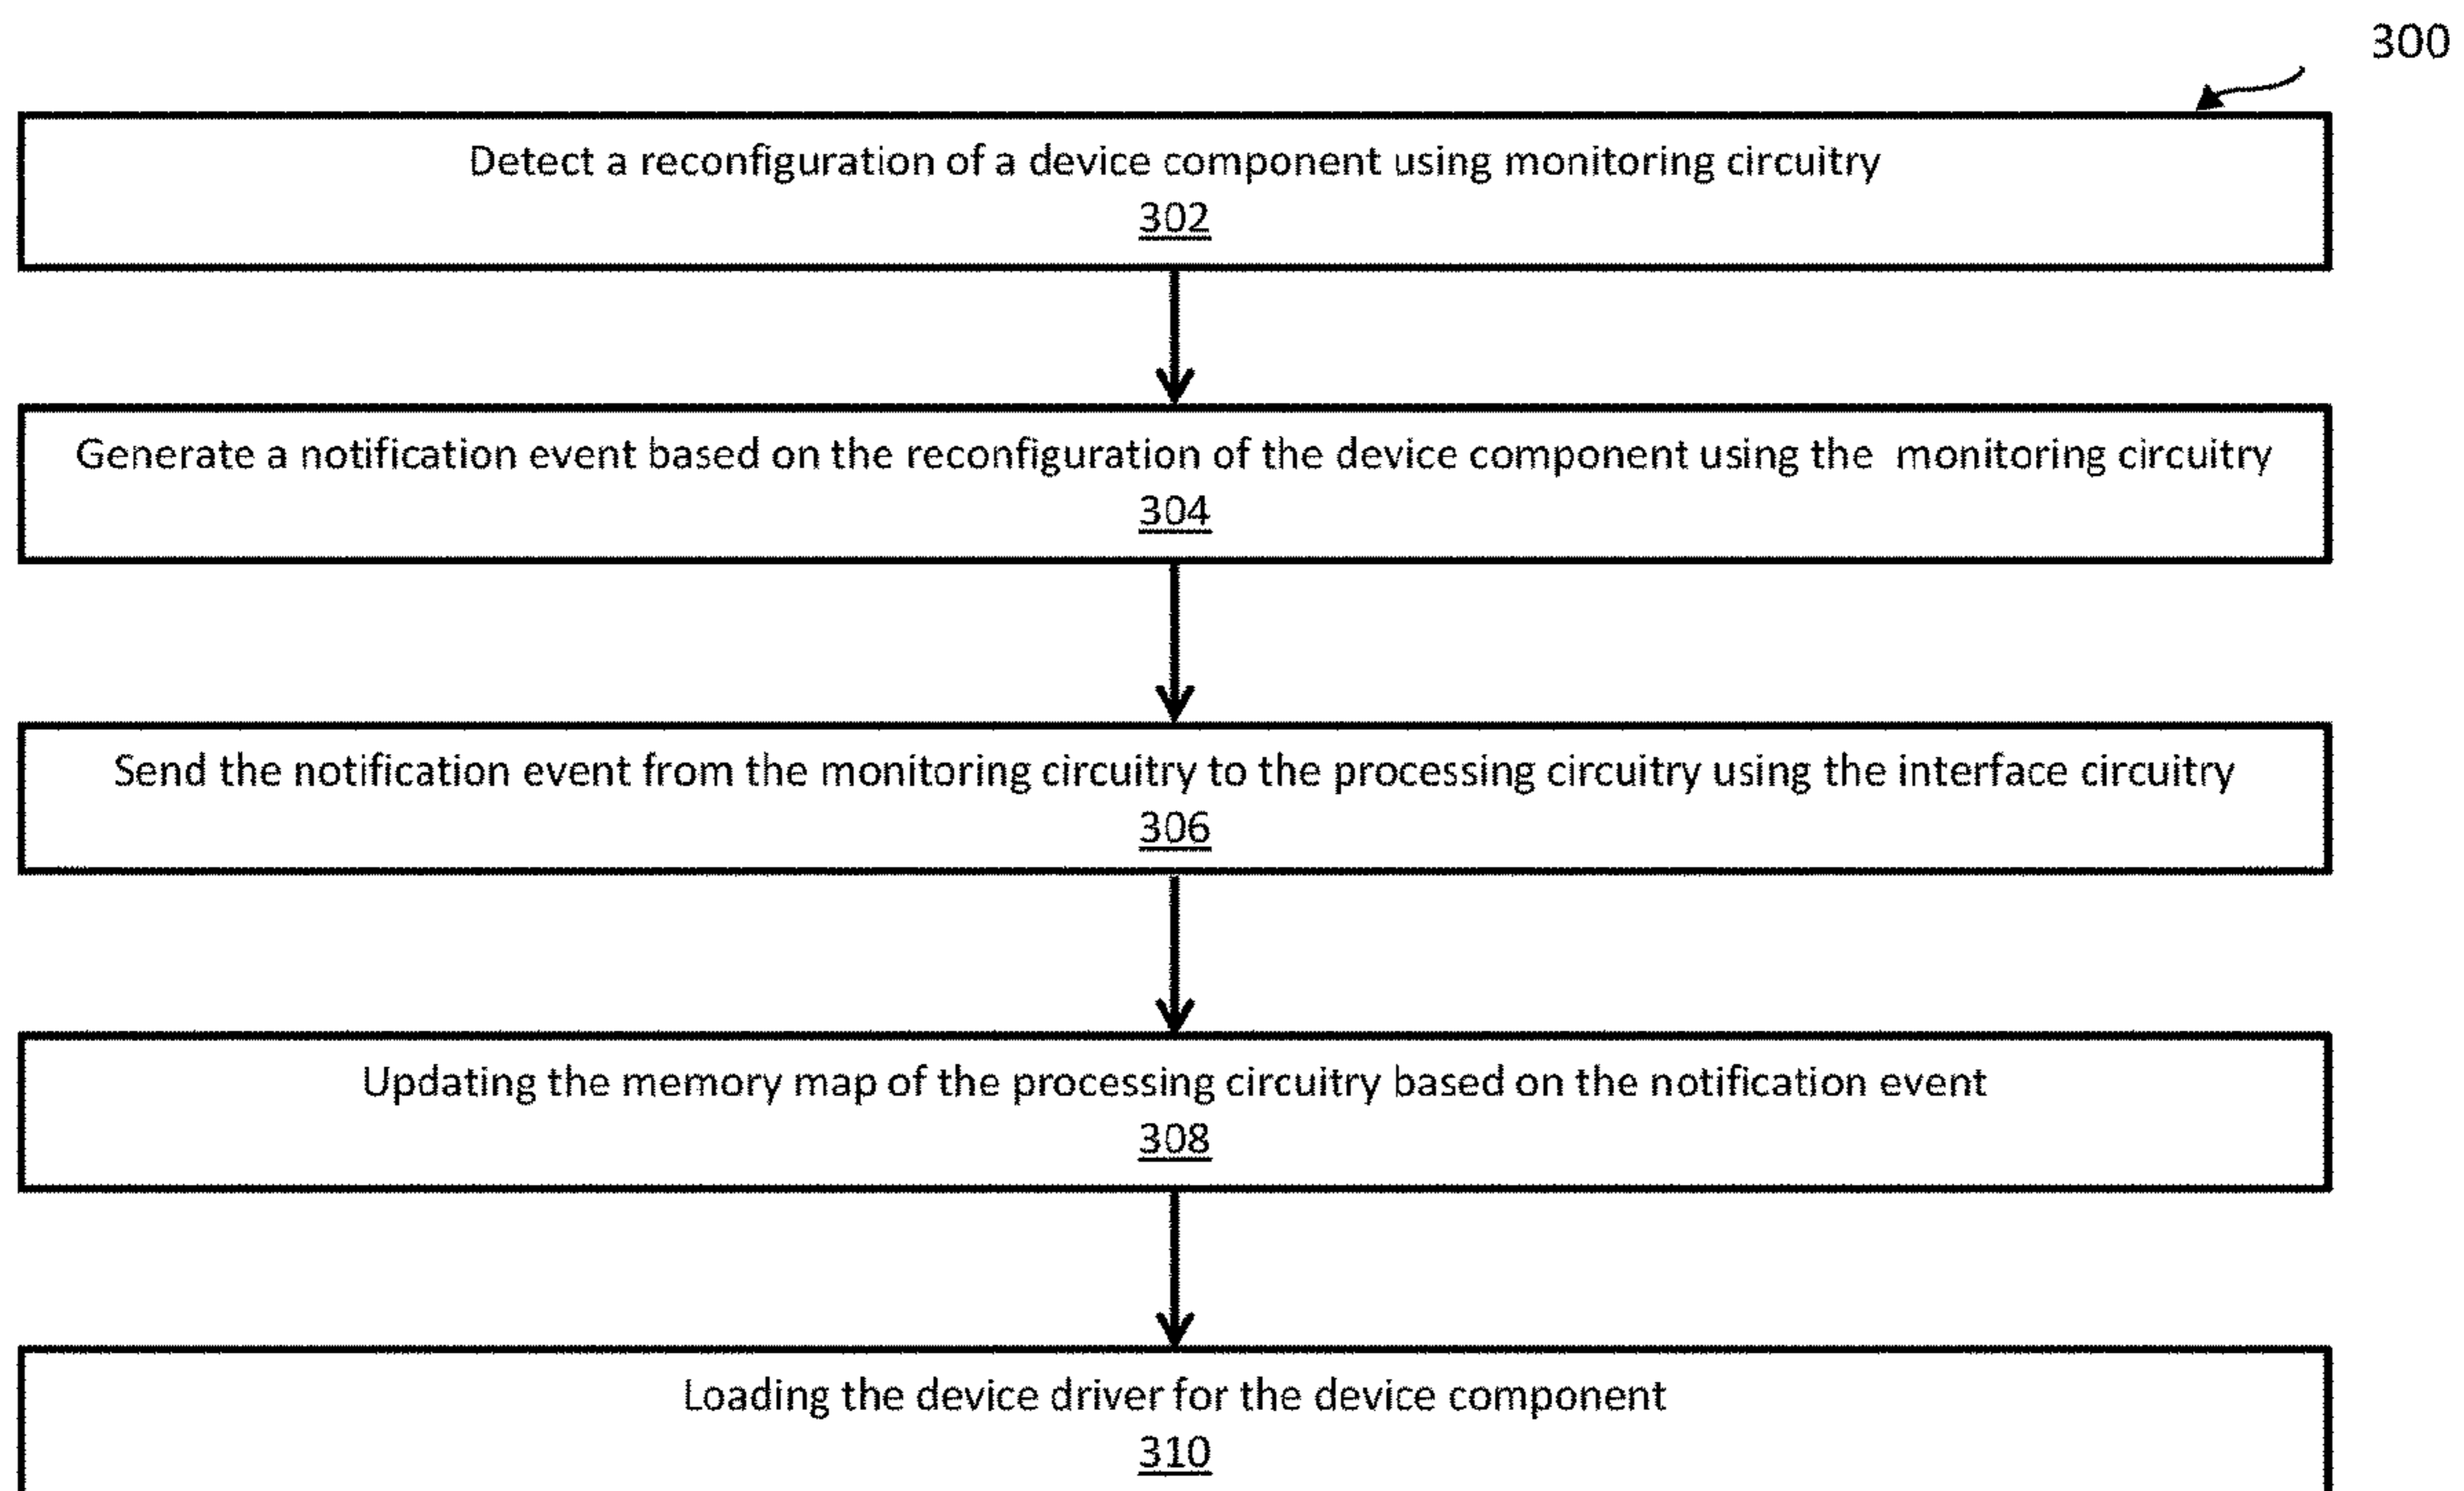 300
Detect a reconfiguration of a device component using monitoring circuitry
302
Generate a notification event based on the reconfiguration of the device component using the monitoring circuitry
304
Send the notification event from the monitoring circuitry to the processing circuitry using the interface circuitry
306
Updating the memory map of the processing circuitry based on the notification event
308
Loading the device driver for the device component
310